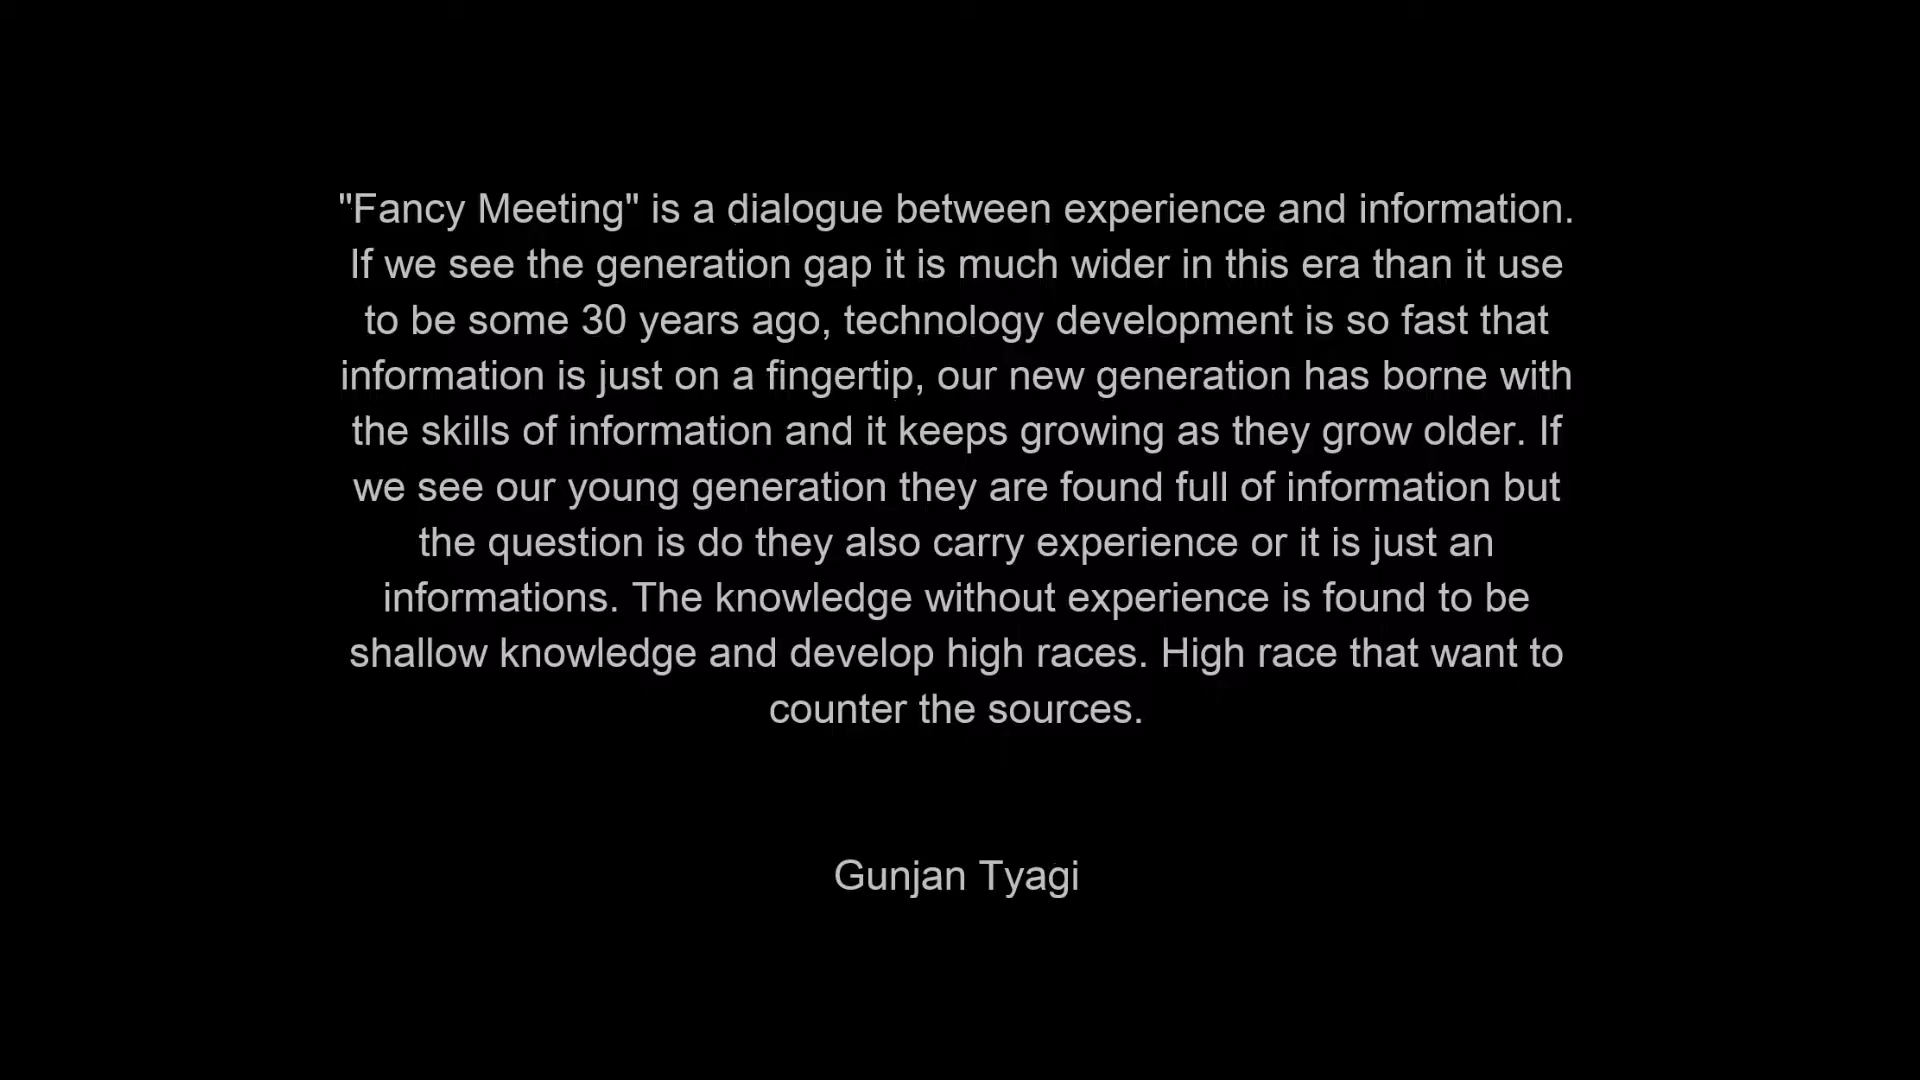 "Fancy Meeting" is a dialogue between experience and information.
If we see the generation gap it is much wider in this era than it use
to be some 30 years ago, technology development is so fast that
information is just on a fingertip, our new generation has borne with
the skills of information and it keeps growing as they grow older. If
we see our young generation they are found full of information but
the question is do they also carry experience or it is just an
informations. The knowledge without experience is found to be
shallow knowledge and develop high races. High race that want to
counter the sources.
Gunjan Tyagi